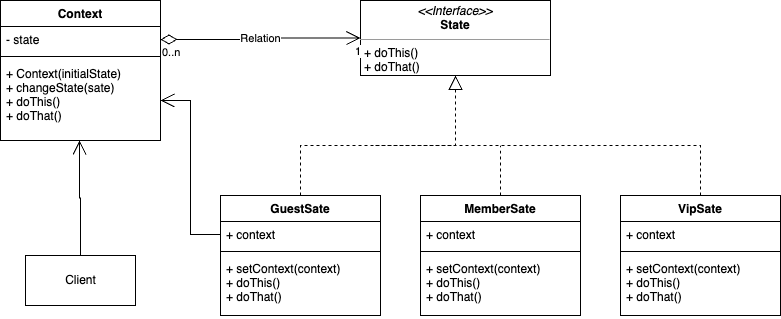 Context
- state
+ Context(initialState)
+ changeState(sate)
+ doThis()
+ doThat()
0..n
Relation
1
<<Interface>>
State
+ doThis()
+ doThat()
Client
GuestSate
+ context
+ setContext(context)
+ doThis()
+ doThat()
MemberSate
+ context
+ setContext(context)
+ doThis()
+ doThat()
VipSate
+ context
+ setContext(context)
+ doThis()
+ doThat()